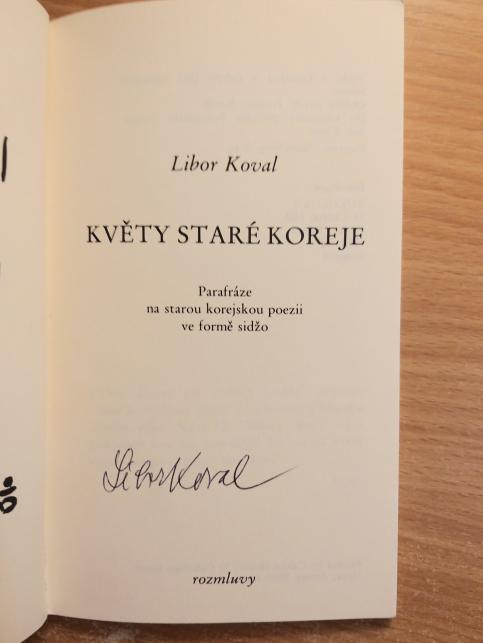 Libor Koval
KVĚTY STARÉ KOREJE
Parafráze
na starou korejskou poezii
ve formě sidžo
Libor Koval
rozmluvy